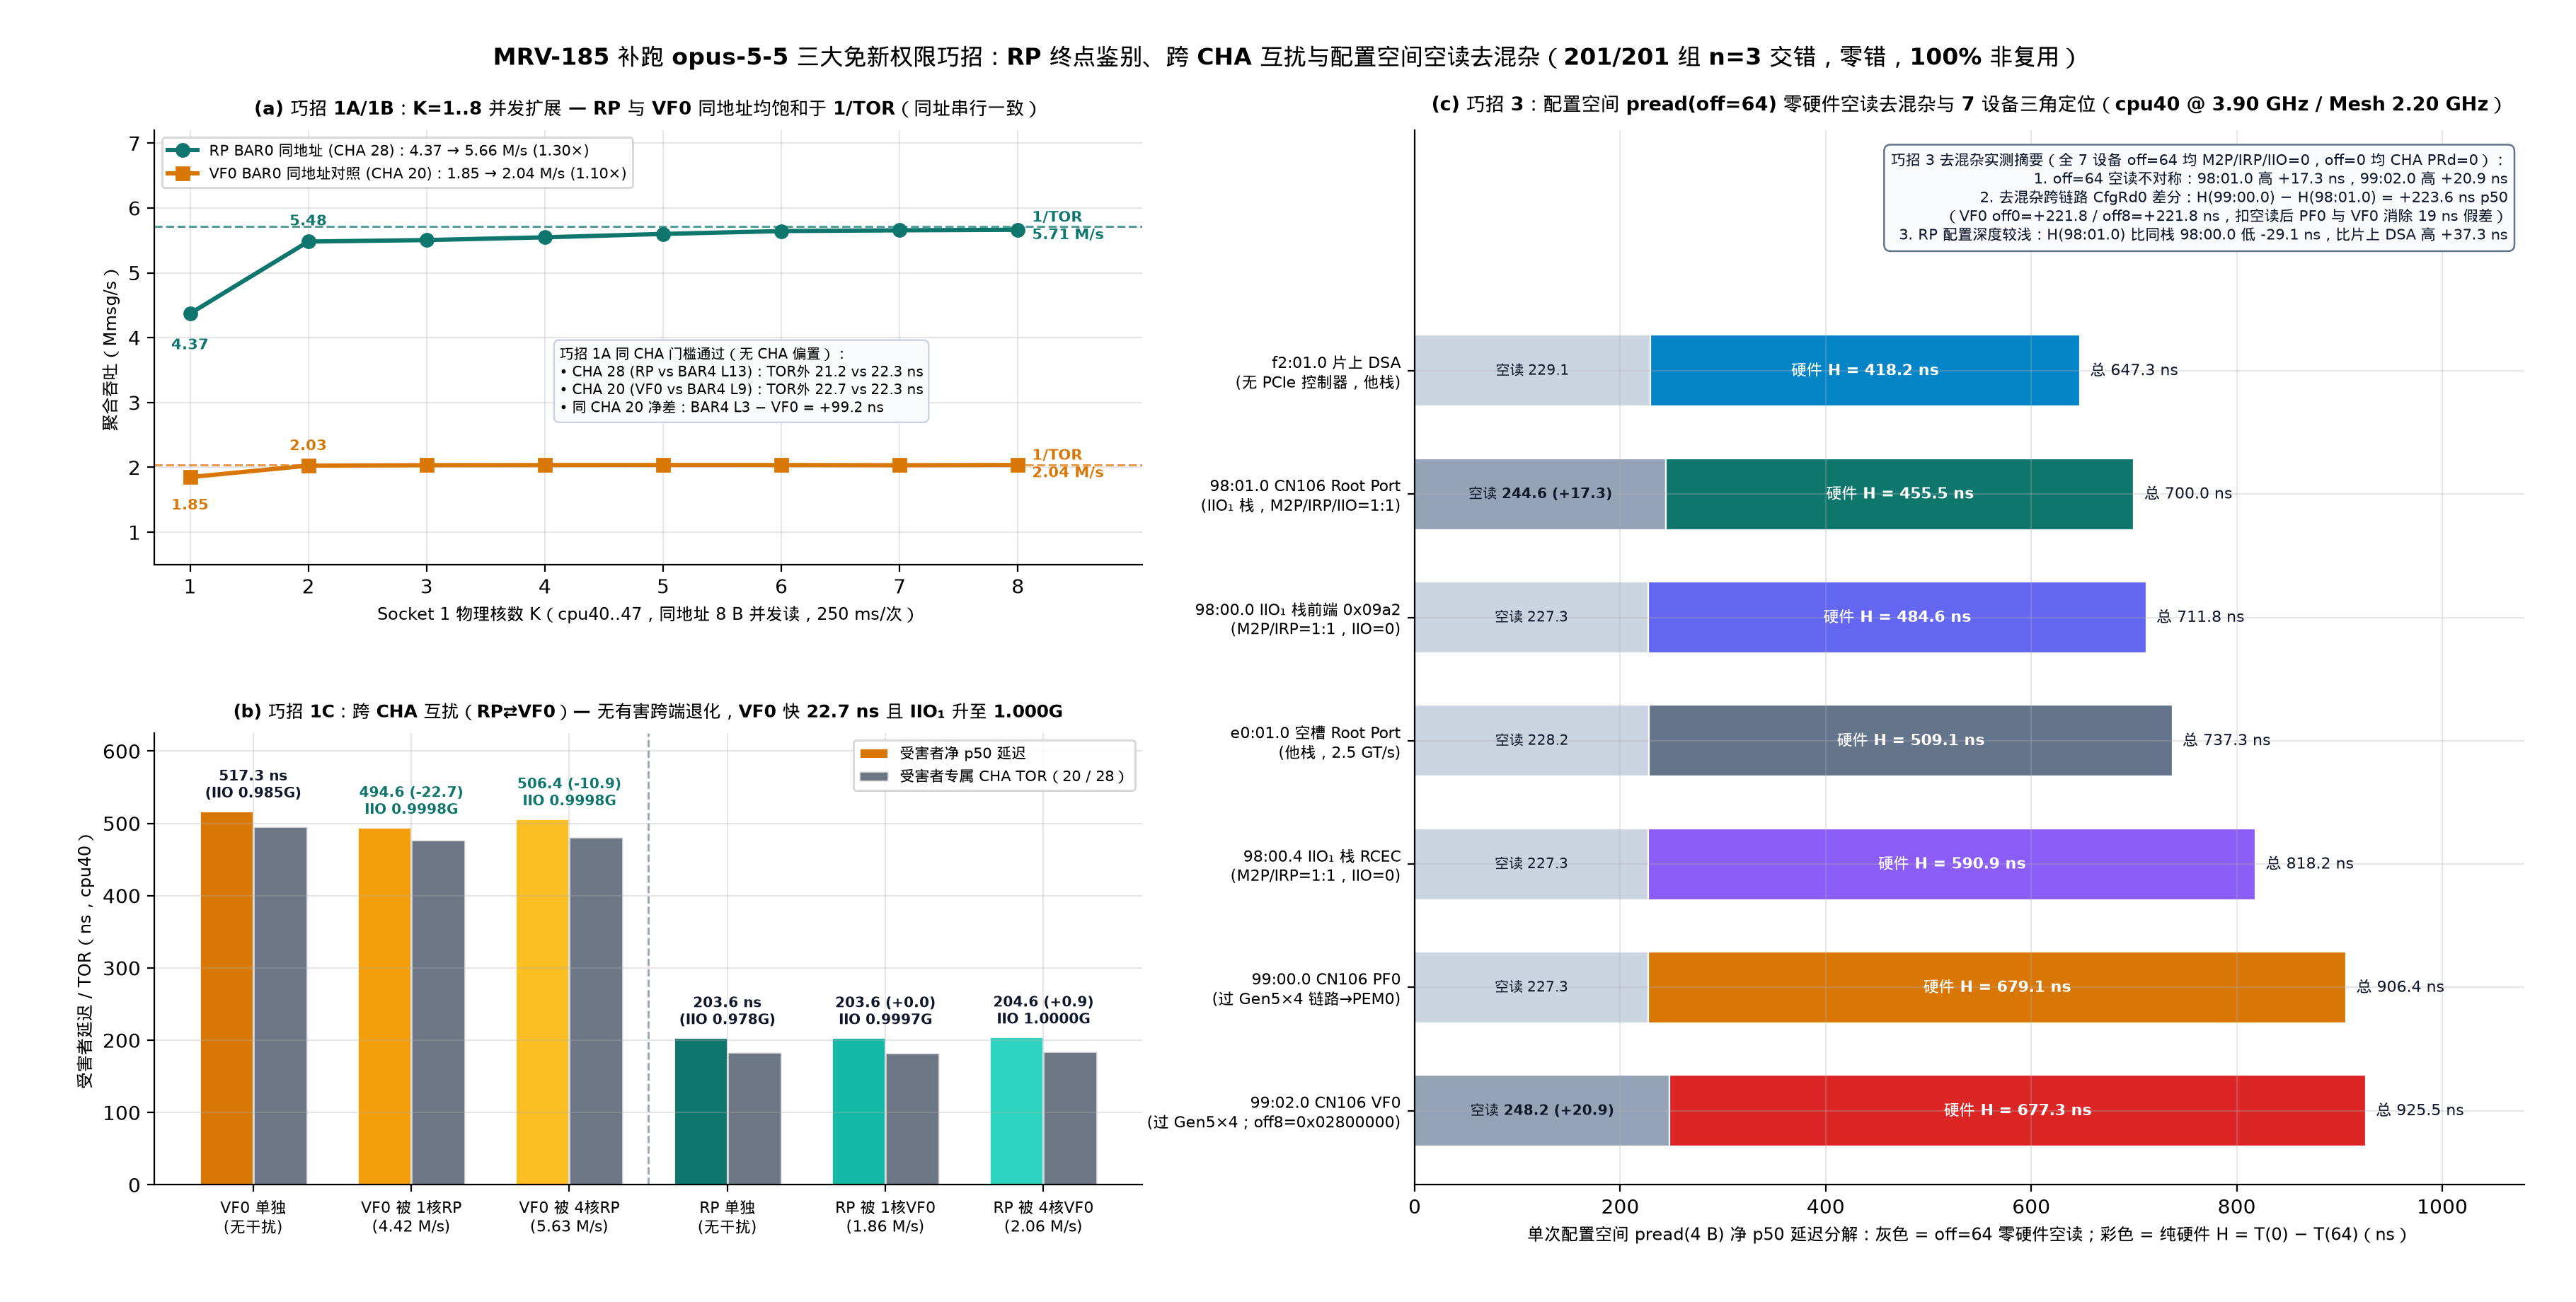 MRV-185 补跑 opus-5-5 三大免新权限巧招：RP 终点鉴别、跨 CHA 互扰与配置空间空读去混杂（201/201 组 n=3 交错，零错，100% 非复用）
(a) 巧招 1A/1B：K=1..8 并发扩展 — RP 与 VF0 同地址均饱和于 1/TOR（同址串行一致）
RP BAR0 同地址 (CHA 28)：4.37 → 5.66 M/s (1.30×)
VF0 BAR0 同地址对照 (CHA 20)：1.85 → 2.04 M/s (1.10×)
聚合吞吐（Mmsg/s）
7
6
5
4
3
2
1
5.48
4.37
1/TOR
5.71 M/s
巧招 1A 同 CHA 门槛通过（无 CHA 偏置）：
• CHA 28 (RP vs BAR4 L13)：TOR外 21.2 vs 22.3 ns
• CHA 20 (VF0 vs BAR4 L9)：TOR外 22.7 vs 22.3 ns
• 同 CHA 20 净差：BAR4 L3 − VF0 = +99.2 ns
2.03
1.85
1/TOR
2.04 M/s
1 2 3 4 5 6 7 8
Socket 1 物理核数 K（cpu40..47，同地址 8 B 并发读，250 ms/次）
(b) 巧招 1C：跨 CHA 互扰（RP⇄VF0）— 无有害跨端退化，VF0 快 22.7 ns 且 IIO₁ 升至 1.000G
受害者净 p50 延迟
受害者专属 CHA TOR（20 / 28）
受害者延迟 / TOR（ns，cpu40）
600
500
400
300
200
100
0
517.3 ns
(IIO 0.985G)
494.6 (-22.7)
IIO 0.9998G
506.4 (-10.9)
IIO 0.9998G
203.6 ns
(IIO 0.978G)
203.6 (+0.0)
IIO 0.9997G
204.6 (+0.9)
IIO 1.0000G
VF0 单独
(无干扰)
VF0 被 1核RP
(4.42 M/s)
VF0 被 4核RP
(5.63 M/s)
RP 单独
(无干扰)
RP 被 1核VF0
(1.86 M/s)
RP 被 4核VF0
(2.06 M/s)
(c) 巧招 3：配置空间 pread(off=64) 零硬件空读去混杂与 7 设备三角定位（cpu40 @ 3.90 GHz / Mesh 2.20 GHz）
巧招 3 去混杂实测摘要（全 7 设备 off=64 均 M2P/IRP/IIO=0，off=0 均 CHA PRd=0）：
1. off=64 空读不对称：98:01.0 高 +17.3 ns，99:02.0 高 +20.9 ns
2. 去混杂跨链路 CfgRd0 差分：H(99:00.0) − H(98:01.0) = +223.6 ns p50
（VF0 off0=+221.8 / off8=+221.8 ns，扣空读后 PF0 与 VF0 消除 19 ns 假差）
3. RP 配置深度较浅：H(98:01.0) 比同栈 98:00.0 低 -29.1 ns，比片上 DSA 高 +37.3 ns
f2:01.0 片上 DSA
(无 PCIe 控制器，他栈)
空读 229.1
硬件 H = 418.2 ns
总 647.3 ns
98:01.0 CN106 Root Port
(IIO₁ 栈，M2P/IRP/IIO=1:1)
空读 244.6 (+17.3)
硬件 H = 455.5 ns
总 700.0 ns
98:00.0 IIO₁ 栈前端 0x09a2
(M2P/IRP=1:1，IIO=0)
空读 227.3
硬件 H = 484.6 ns
总 711.8 ns
e0:01.0 空槽 Root Port
(他栈，2.5 GT/s)
空读 228.2
硬件 H = 509.1 ns
总 737.3 ns
98:00.4 IIO₁ 栈 RCEC
(M2P/IRP=1:1，IIO=0)
空读 227.3
硬件 H = 590.9 ns
总 818.2 ns
99:00.0 CN106 PF0
(过 Gen5×4 链路→PEM0)
空读 227.3
硬件 H = 679.1 ns
总 906.4 ns
99:02.0 CN106 VF0
(过 Gen5×4；off8=0x02800000)
空读 248.2 (+20.9)
硬件 H = 677.3 ns
总 925.5 ns
0 200 400 600 800 1000
单次配置空间 pread(4 B) 净 p50 延迟分解：灰色 = off=64 零硬件空读；彩色 = 纯硬件 H = T(0) − T(64)（ns）